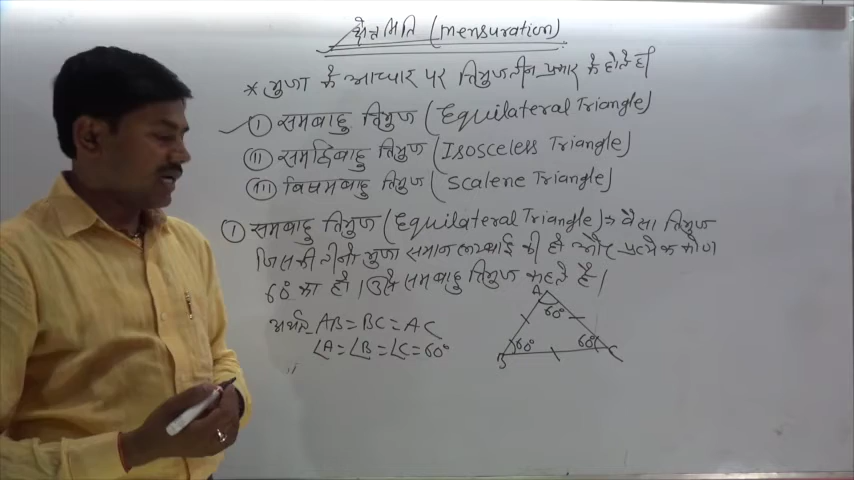 क्षेत्रमिति (mensuration)
* भुजा के आधार पर त्रिभुज तीन प्रकार के होते हैं
(I) समबाहु त्रिभुज (Equilateral Triangle)
(II) समद्विबाहु त्रिभुज (Isosceless Triangle)
(III) विषमबाहु त्रिभुज (Scalene Triangle)
(I) समबाहु त्रिभुज (Equilateral Triangle) ⇒ वैसा त्रिभुज
जिसकी तीनों भुजा समान लम्बाई की हो और प्रत्येक कोण
60° का हो। उसे समबाहु त्रिभुज कहते हैं।
अर्थात AB = BC = AC
∠A = ∠B = ∠C = 60°
A
60°
60°
60°
B
C